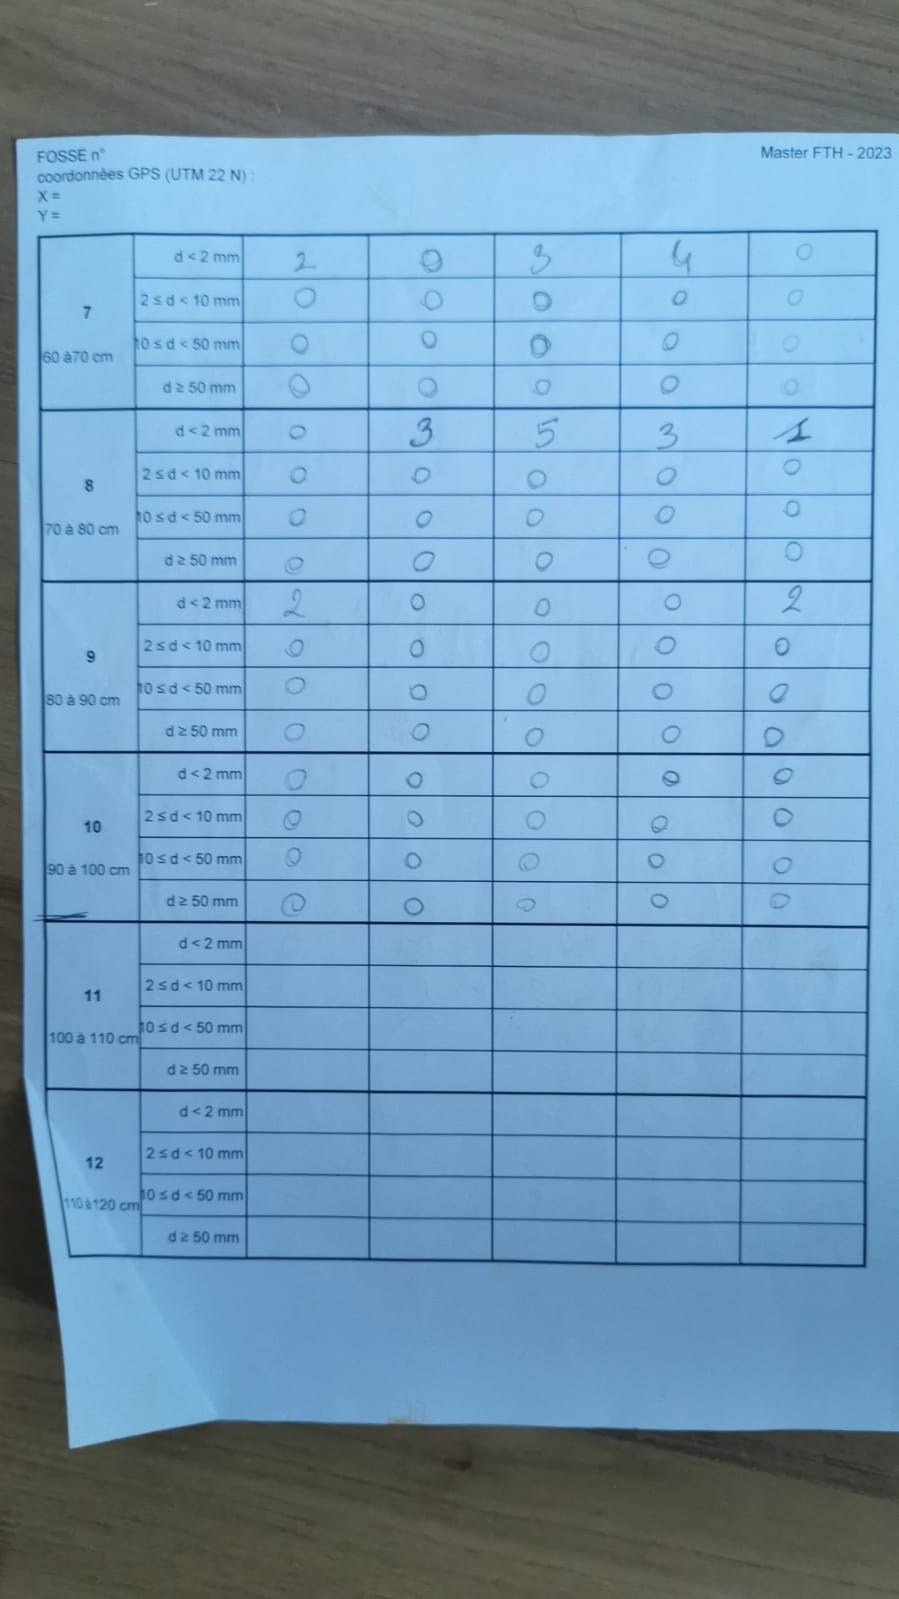 FOSSE n° Master FTH - 2023
coordonnées GPS (UTM 22 N) :
X =
Y =
d < 2 mm 2 0 3 4 0
7 2 ≤ d < 10 mm 0 0 0 0 0
60 à70 cm 10 ≤ d < 50 mm 0 0 0 0 0
d ≥ 50 mm 0 0 0 0 0
d < 2 mm 0 3 5 3 1
8 2 ≤ d < 10 mm 0 0 0 0 0
70 à 80 cm 10 ≤ d < 50 mm 0 0 0 0 0
d ≥ 50 mm 0 0 0 0 0
d < 2 mm 2 0 0 0 2
9 2 ≤ d < 10 mm 0 0 0 0 0
80 à 90 cm 10 ≤ d < 50 mm 0 0 0 0 0
d ≥ 50 mm 0 0 0 0 0
d < 2 mm 0 0 0 0 0
10 2 ≤ d < 10 mm 0 0 0 0 0
90 à 100 cm 10 ≤ d < 50 mm 0 0 0 0 0
d ≥ 50 mm 0 0 0 0 0
d < 2 mm
11 2 ≤ d < 10 mm
100 à 110 cm 10 ≤ d < 50 mm
d ≥ 50 mm
d < 2 mm
12 2 ≤ d < 10 mm
110 à120 cm 10 ≤ d < 50 mm
d ≥ 50 mm